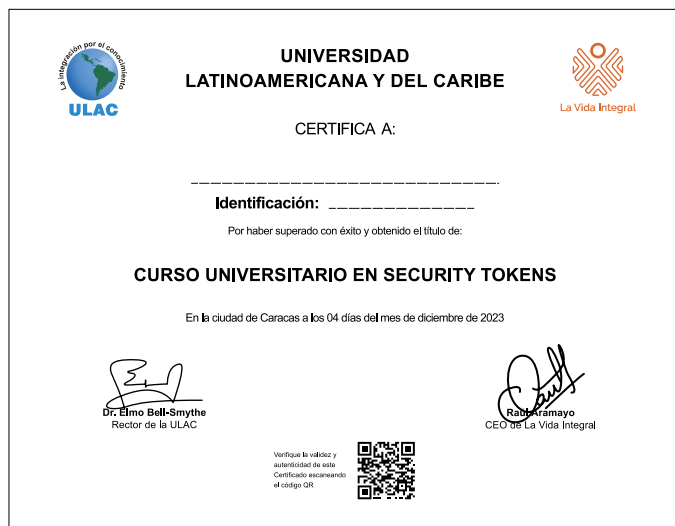 La integración por el conocimiento
ULAC
UNIVERSIDAD
LATINOAMERICANA Y DEL CARIBE
La Vida Integral
CERTIFICA A:
Identificación:
Por haber superado con éxito y obtenido el título de:
CURSO UNIVERSITARIO EN SECURITY TOKENS
En la ciudad de Caracas a los 04 días del mes de diciembre de 2023
Dr. Elmo Bell-Smythe
Rector de la ULAC
Raúl Aramayo
CEO de La Vida Integral
Verifique la validez y
autenticidad de este
Certificado escaneando
el código QR